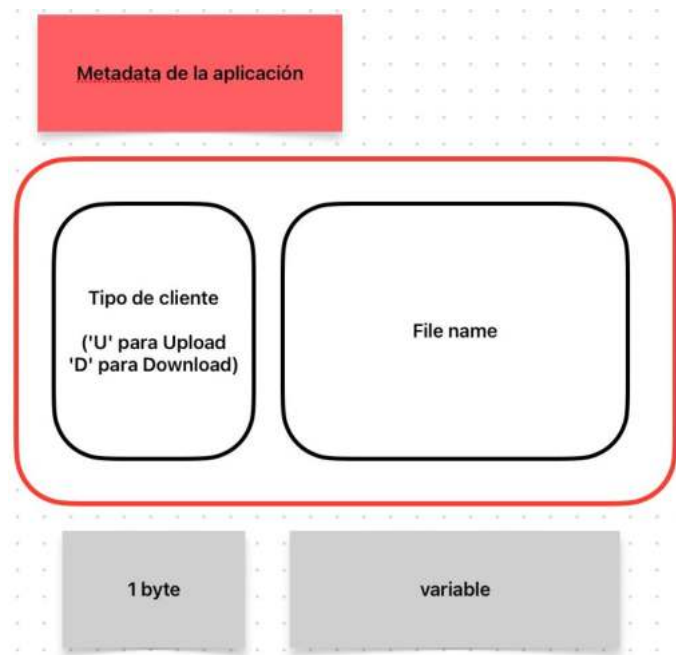 Metadata de la aplicación
Tipo de cliente
('U' para Upload
'D' para Download)
File name
1 byte
variable